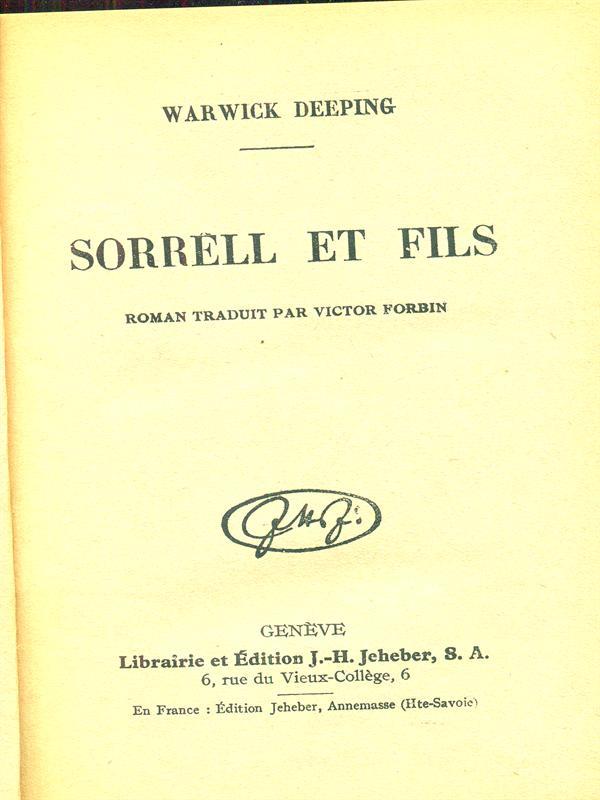 WARWICK DEEPING
SORRELL ET FILS
ROMAN TRADUIT PAR VICTOR FORBIN
J H J:
GENÈVE
Librairie et Édition J.-H. Jeheber, S. A.
6, rue du Vieux-Collège, 6
En France : Édition Jeheber, Annemasse (Hte-Savoie)